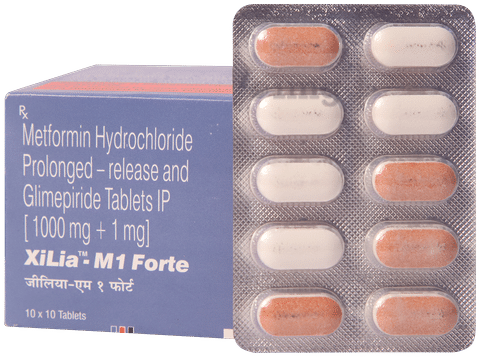 Rx
Metformin Hydrochloride
Prolonged – release and
Glimepiride Tablets IP
[ 1000 mg + 1 mg]
XiLia™- M1 Forte
जीलिया-एम १ फोर्ट
10 x 10 Tablets